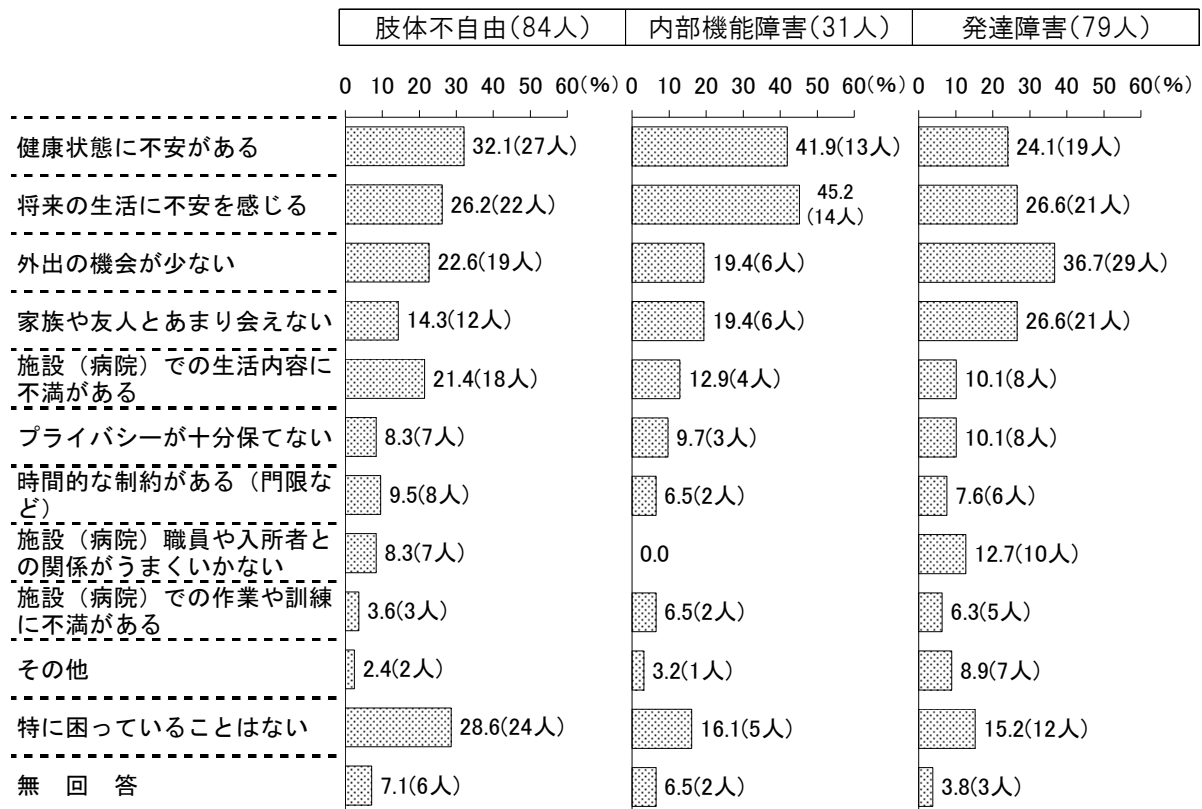 肢体不自由(84人) 内部機能障害(31人) 発達障害(79人)
0 10 20 30 40 50 60(%) 0 10 20 30 40 50 60(%) 0 10 20 30 40 50 60(%)
健康状態に不安がある 32.1(27人) 41.9(13人) 24.1(19人)
将来の生活に不安を感じる 26.2(22人) 45.2 26.6(21人)
(14人)
外出の機会が少ない 22.6(19人) 19.4(6人) 36.7(29人)
家族や友人とあまり会えない 14.3(12人) 19.4(6人) 26.6(21人)
施設（病院）での生活内容に
不満がある 21.4(18人) 12.9(4人) 10.1(8人)
プライバシーが十分保てない 8.3(7人) 9.7(3人) 10.1(8人)
時間的な制約がある（門限な
ど） 9.5(8人) 6.5(2人) 7.6(6人)
施設（病院）職員や入所者と
の関係がうまくいかない 8.3(7人) 0.0 12.7(10人)
施設（病院）での作業や訓練
に不満がある 3.6(3人) 6.5(2人) 6.3(5人)
その他 2.4(2人) 3.2(1人) 8.9(7人)
特に困っていることはない 28.6(24人) 16.1(5人) 15.2(12人)
無　回　答 7.1(6人) 6.5(2人) 3.8(3人)